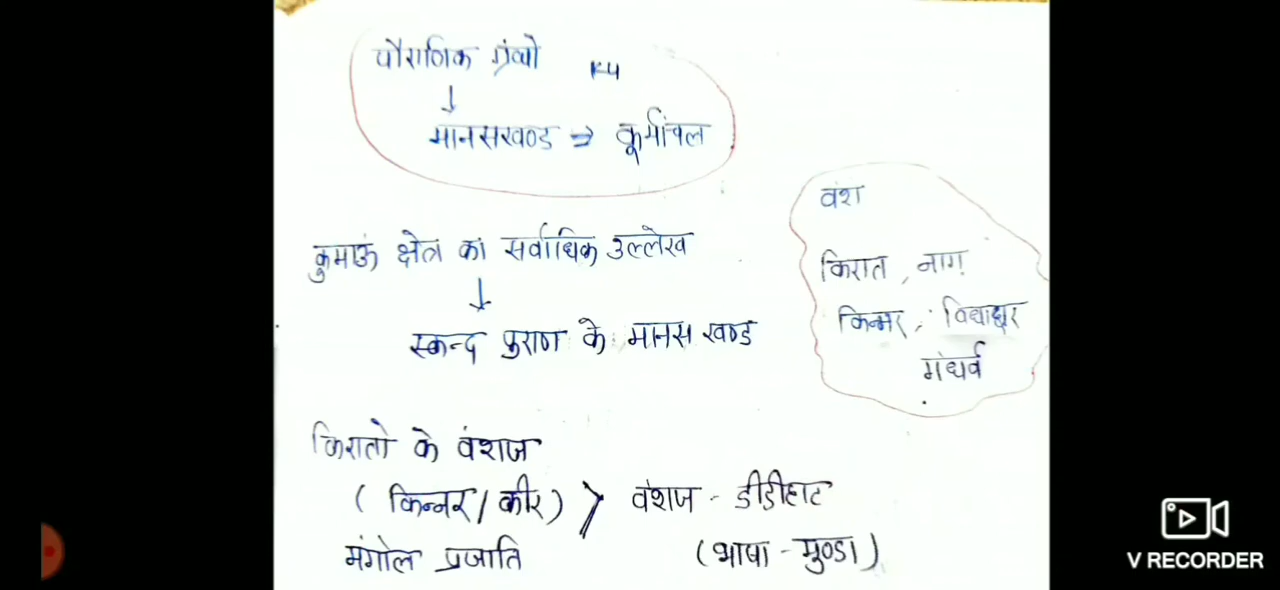 पौराणिक ग्रंथो
मानसखण्ड ⇒ कूर्मांचल
कुमाऊं क्षेत्र का सर्वाधिक उल्लेख
स्कन्द पुराण के मानस खण्ड
वंश
किरात, नाग
किन्नर, विद्याधर
गंधर्व
किरातो के वंशज
(किन्नर/कीर) > वंशज - डीडीहाट
मंगोल प्रजाति (भाषा - मुण्डा)
V RECORDER